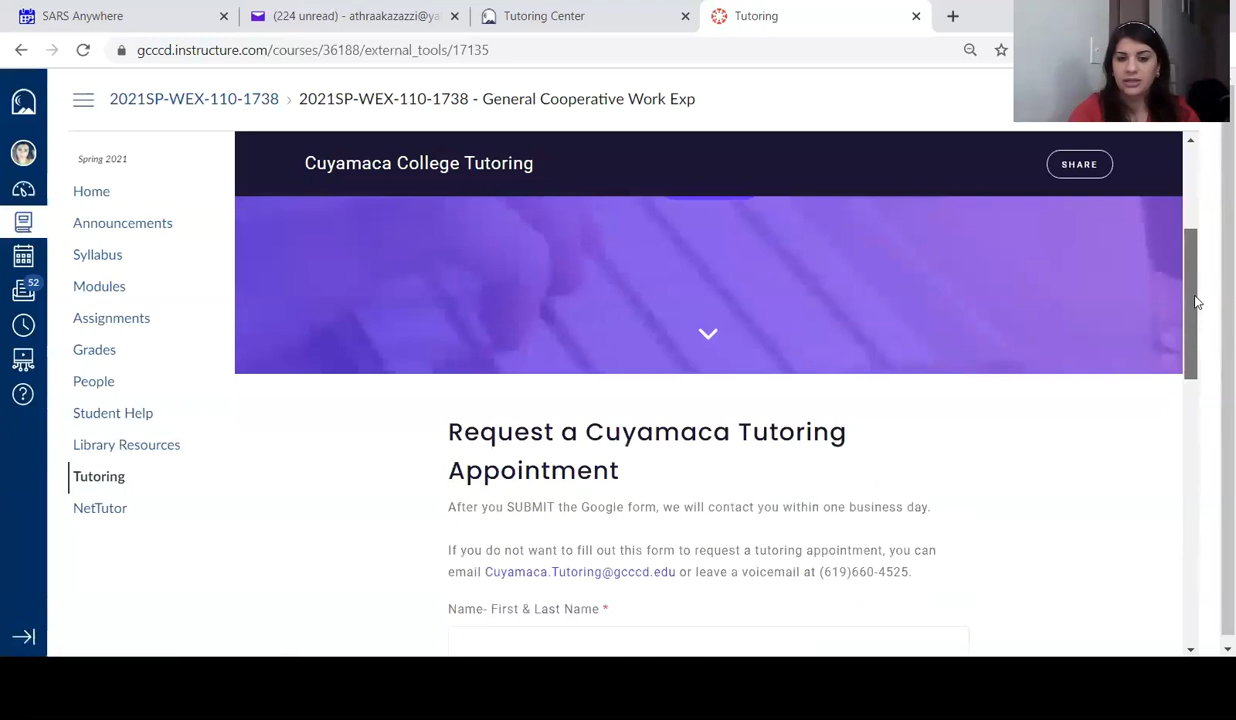 SARS Anywhere
(224 unread) - athraakazazzi@ya
Tutoring Center
Tutoring
gcccd.instructure.com/courses/36188/external_tools/17135
2021SP-WEX-110-1738 › 2021SP-WEX-110-1738 - General Cooperative Work Exp
Spring 2021
Home
Announcements
Syllabus
Modules
Assignments
Grades
People
Student Help
Library Resources
Tutoring
NetTutor
52
Cuyamaca College Tutoring
SHARE
Request a Cuyamaca Tutoring
Appointment
After you SUBMIT the Google form, we will contact you within one business day.
If you do not want to fill out this form to request a tutoring appointment, you can
email Cuyamaca.Tutoring@gcccd.edu or leave a voicemail at (619)660-4525.
Name- First & Last Name *